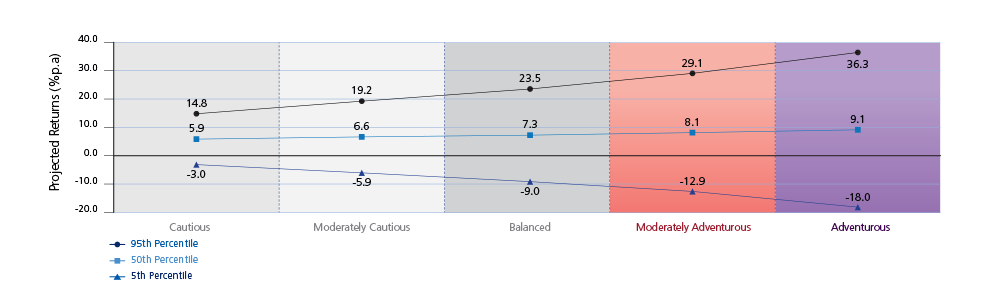 Projected Returns (%p.a)
40.0
30.0
20.0
10.0
0.0
-10.0
-20.0
14.8
19.2
23.5
29.1
36.3
5.9
6.6
7.3
8.1
9.1
-3.0
-5.9
-9.0
-12.9
-18.0
Cautious
Moderately Cautious
Balanced
Moderately Adventurous
Adventurous
95th Percentile
50th Percentile
5th Percentile